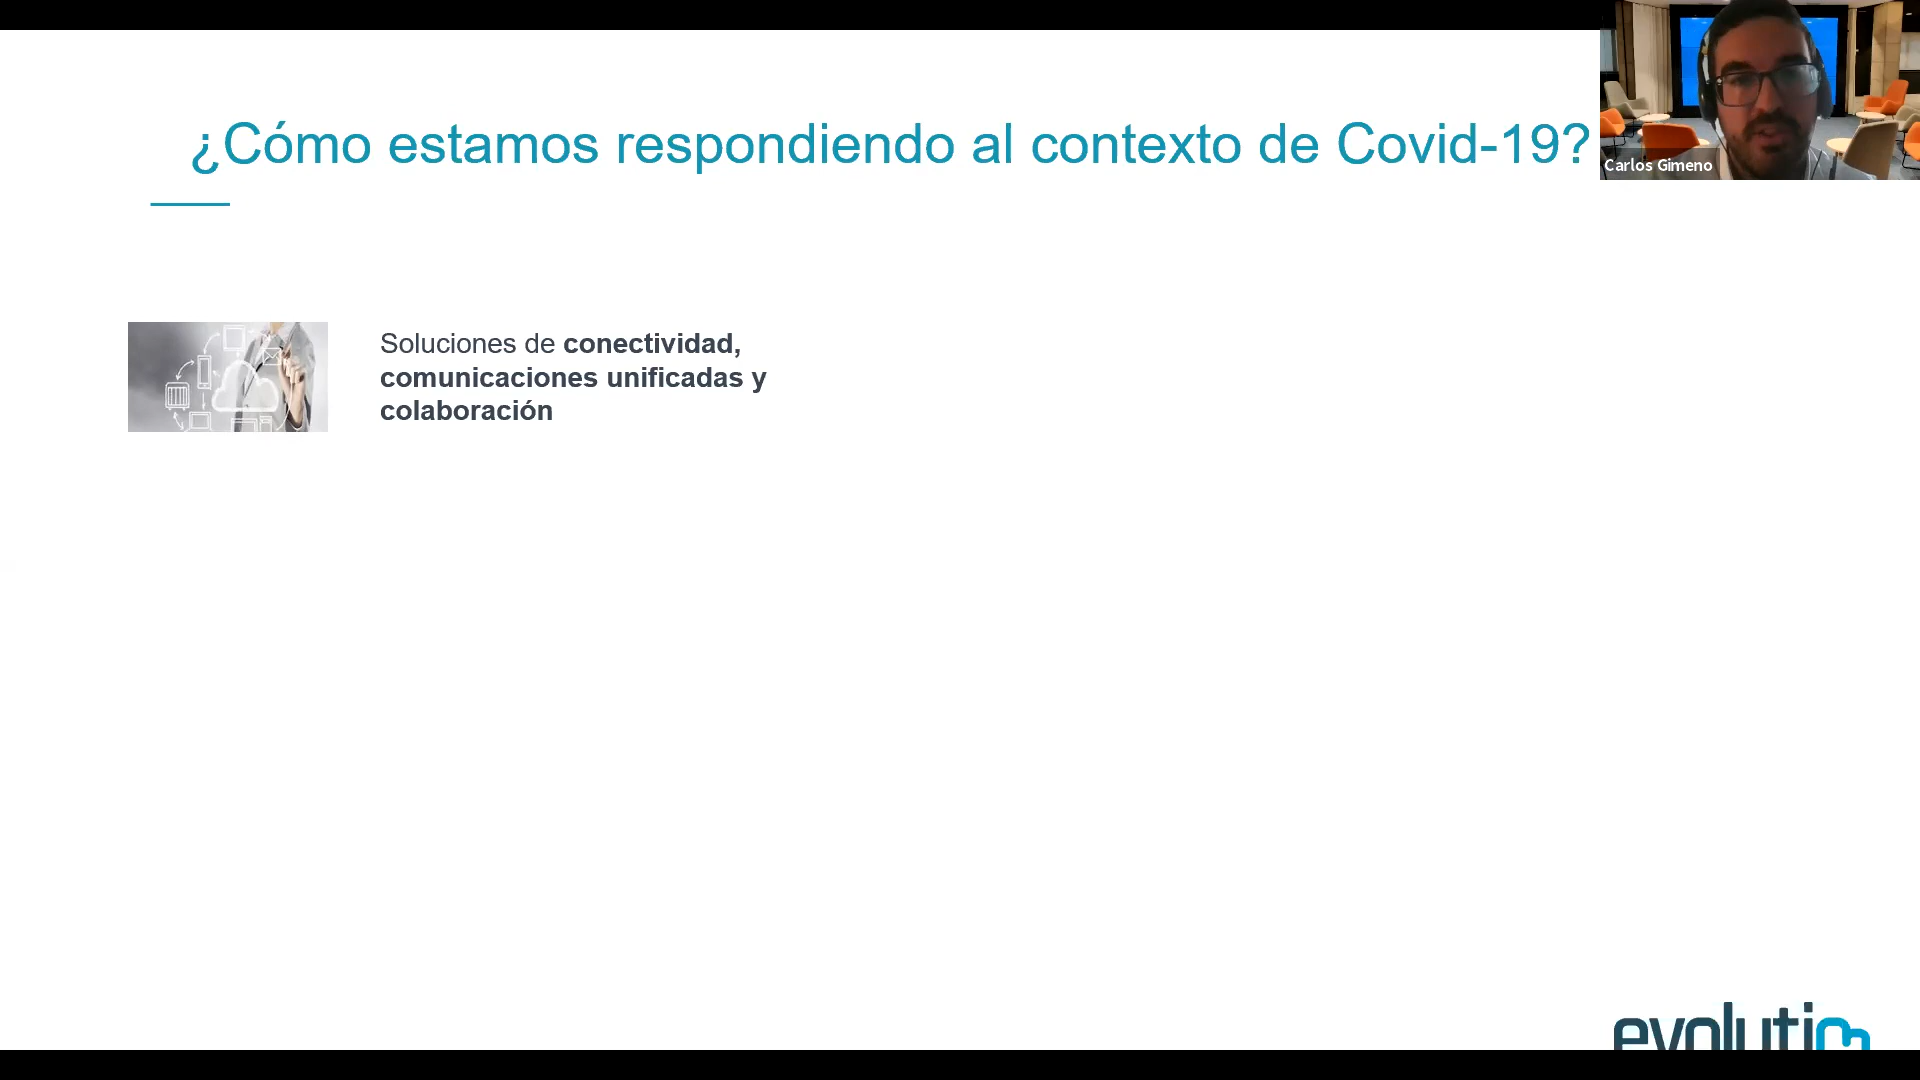 ¿Cómo estamos respondiendo al contexto de Covid-19?
Carlos Gimeno
Soluciones de conectividad,
comunicaciones unificadas y
colaboración